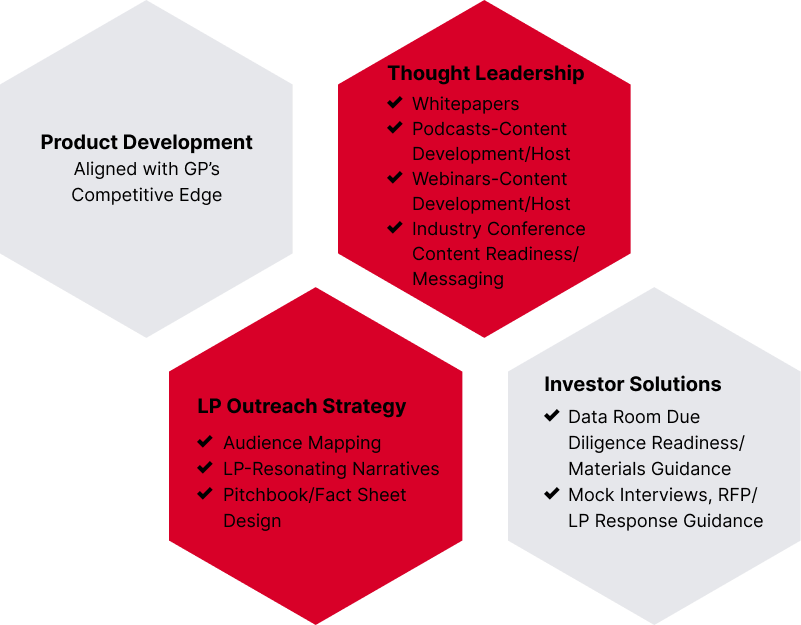 Product Development
Aligned with GP’s
Competitive Edge
Thought Leadership
Whitepapers
Podcasts-Content
Development/Host
Webinars-Content
Development/Host
Industry Conference
Content Readiness/
Messaging
LP Outreach Strategy
Audience Mapping
LP-Resonating Narratives
Pitchbook/Fact Sheet
Design
Investor Solutions
Data Room Due
Diligence Readiness/
Materials Guidance
Mock Interviews, RFP/
LP Response Guidance